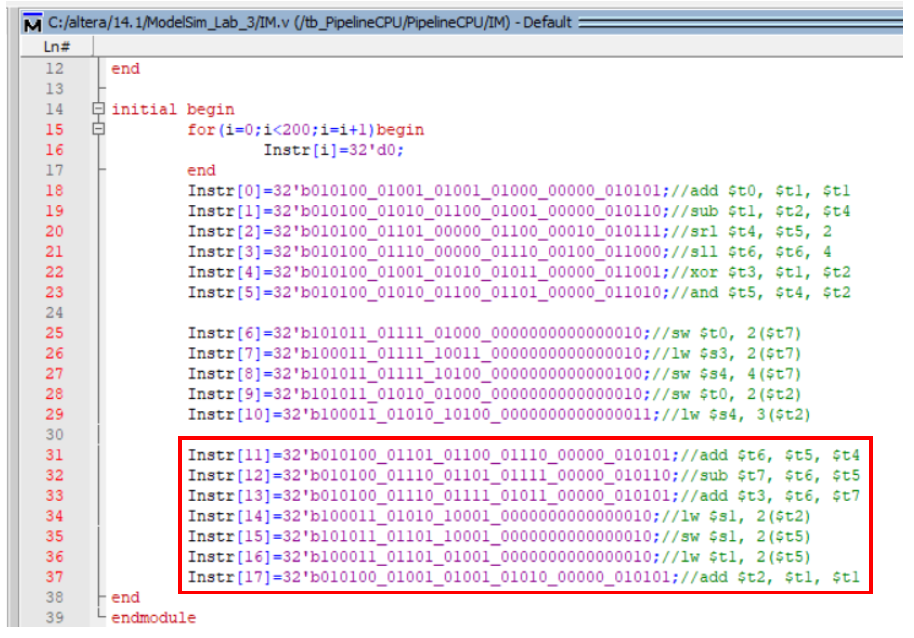 C:/altera/14.1/ModelSim_Lab_3/IM.v (/tb_PipelineCPU/PipelineCPU/IM) - Default
Ln#
12 end
13
14 initial begin
15 for(i=0;i<200;i=i+1)begin
16 Instr[i]=32'd0;
17 end
18 Instr[0]=32'b010100_01001_01001_01000_00000_010101;//add $t0, $t1, $t1
19 Instr[1]=32'b010100_01010_01100_01001_00000_010110;//sub $t1, $t2, $t4
20 Instr[2]=32'b010100_01101_00000_01100_00010_010111;//srl $t4, $t5, 2
21 Instr[3]=32'b010100_01110_00000_01110_00100_011000;//sll $t6, $t6, 4
22 Instr[4]=32'b010100_01001_01010_01011_00000_011001;//xor $t3, $t1, $t2
23 Instr[5]=32'b010100_01010_01100_01101_00000_011010;//and $t5, $t4, $t2
24
25 Instr[6]=32'b101011_01111_01000_0000000000000010;//sw $t0, 2($t7)
26 Instr[7]=32'b100011_01111_10011_0000000000000010;//lw $s3, 2($t7)
27 Instr[8]=32'b101011_01111_10100_0000000000000100;//sw $s4, 4($t7)
28 Instr[9]=32'b101011_01010_01000_0000000000000010;//sw $t0, 2($t2)
29 Instr[10]=32'b100011_01010_10100_0000000000000011;//lw $s4, 3($t2)
30
31 Instr[11]=32'b010100_01101_01100_01110_00000_010101;//add $t6, $t5, $t4
32 Instr[12]=32'b010100_01110_01101_01111_00000_010110;//sub $t7, $t6, $t5
33 Instr[13]=32'b010100_01110_01111_01011_00000_010101;//add $t3, $t6, $t7
34 Instr[14]=32'b100011_01010_10001_0000000000000010;//lw $s1, 2($t2)
35 Instr[15]=32'b101011_01101_10001_0000000000000010;//sw $s1, 2($t5)
36 Instr[16]=32'b100011_01101_01001_0000000000000010;//lw $t1, 2($t5)
37 Instr[17]=32'b010100_01001_01001_01010_00000_010101;//add $t2, $t1, $t1
38 end
39 endmodule